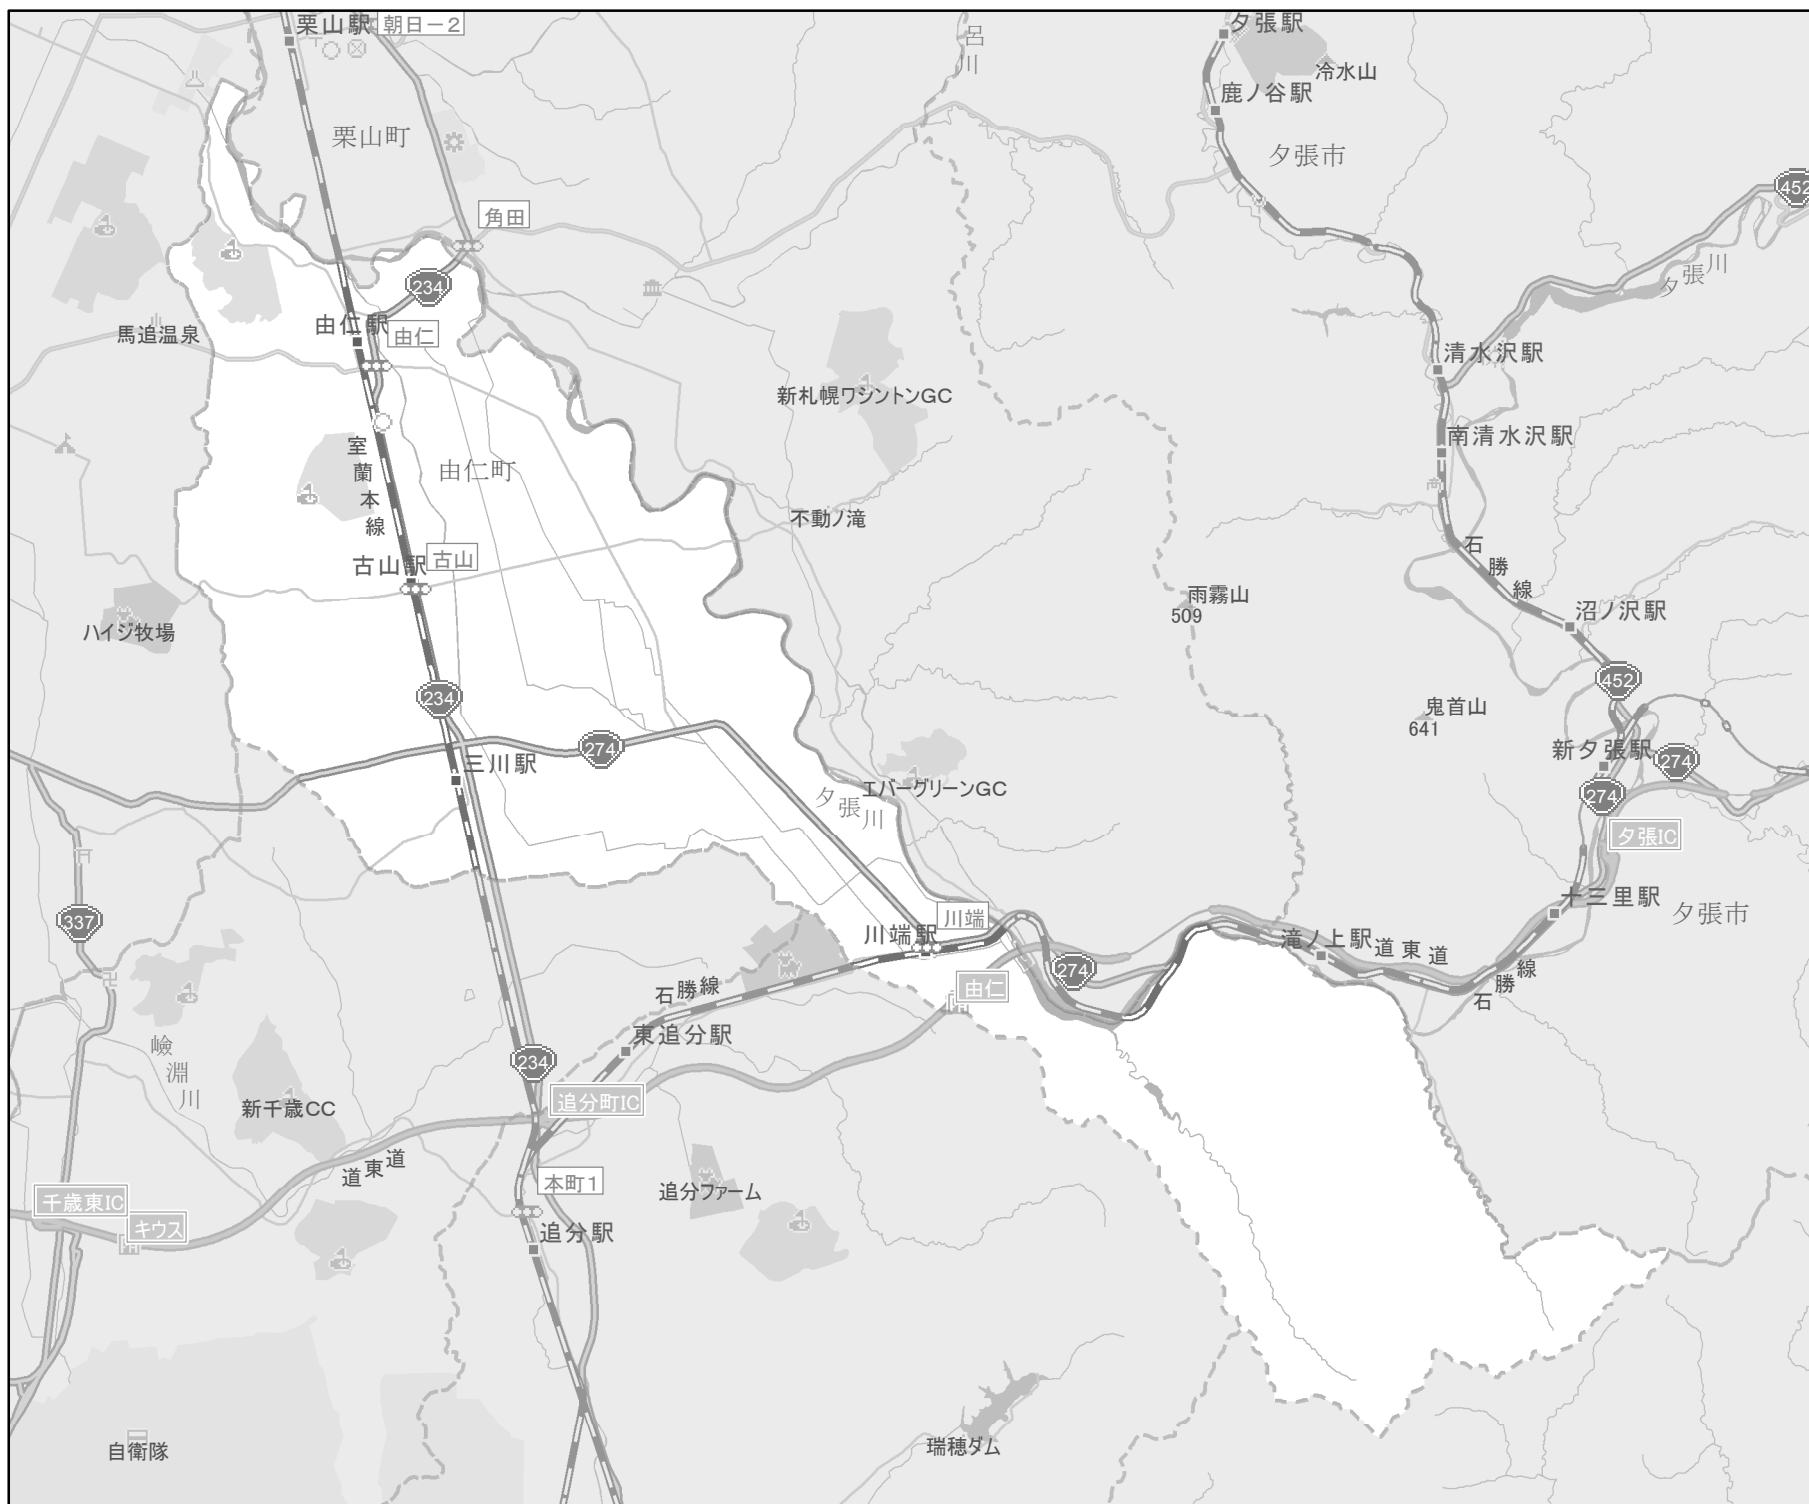 栗山駅
朝日－2
呂川
夕張駅
冷水山
鹿ノ谷駅
栗山町
夕張市
452
角田
夕張川
234
由仁駅
由仁
馬追温泉
清水沢駅
新札幌ワシントンGC
南清水沢駅
室蘭本線
由仁町
不動ノ滝
古山駅
古山
石勝線
雨霧山
509
沼ノ沢駅
ハイジ牧場
452
234
鬼首山
641
274
新夕張駅
274
三川駅
エバーグリーンGC
274
夕張川
夕張IC
337
川端
十三里駅
夕張市
川端駅
滝ノ上駅
道東道
274
由仁
石勝線
石勝線
東追分駅
嶮淵川
234
新千歳CC
追分町IC
道東道
本町1
追分ファーム
千歳東IC
キウス
追分駅
自衛隊
瑞穂ダム